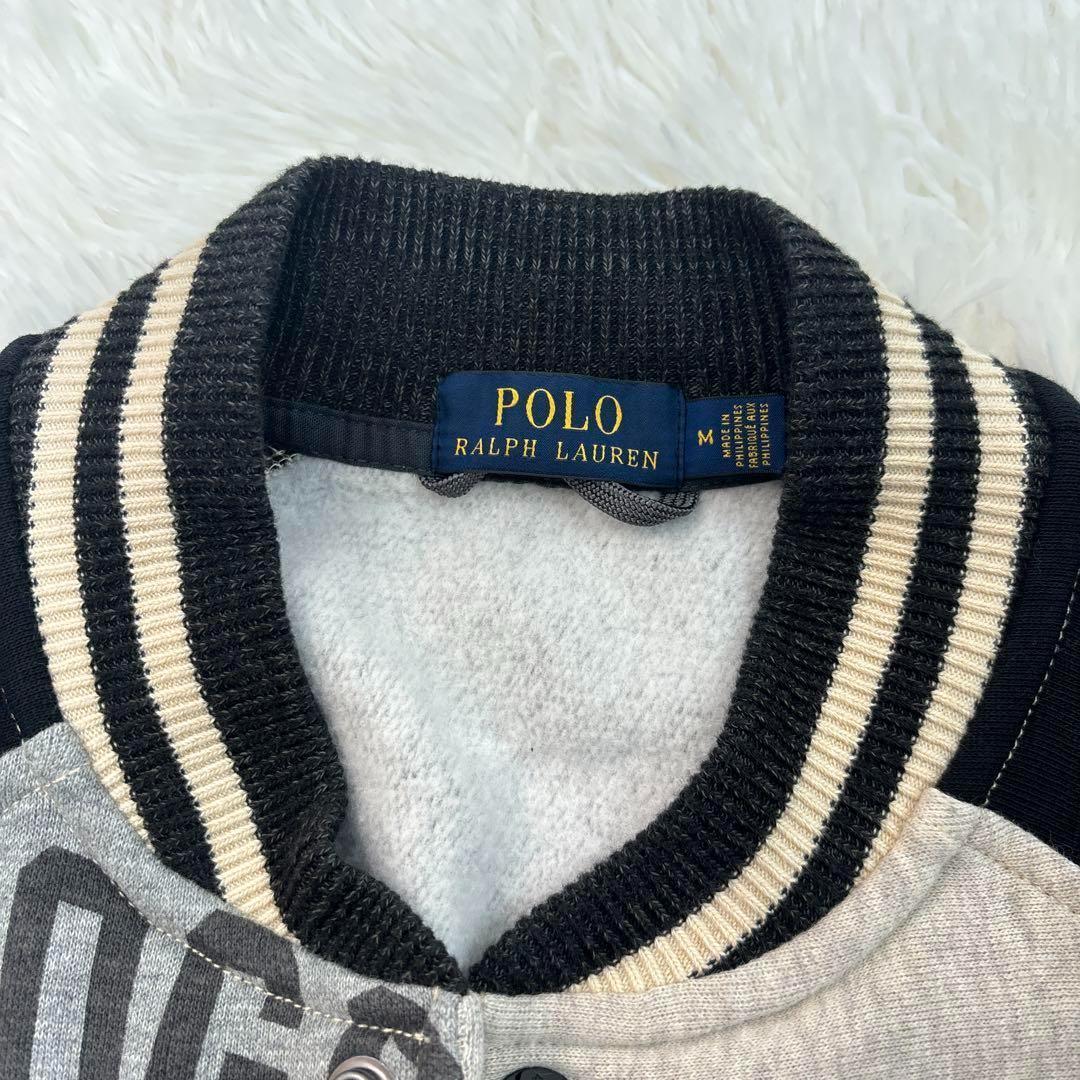 POLO
RALPH LAUREN
M
MADE IN
PHILIPPINES
FABRIQUÉ AUX
PHILIPPINES